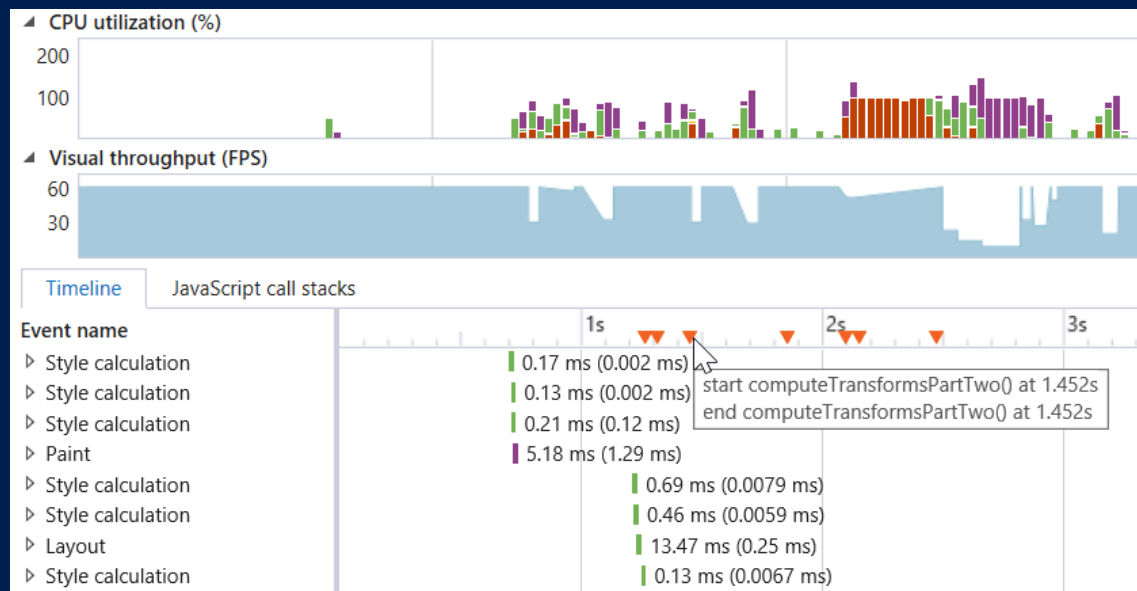 CPU utilization (%)
200
100
Visual throughput (FPS)
60
30
Timeline JavaScript call stacks
Event name 1s 2s 3s
Style calculation 0.17 ms (0.002 ms)
start computeTransformsPartTwo() at 1.452s
Style calculation 0.13 ms (0.002 ms)
end computeTransformsPartTwo() at 1.452s
Style calculation 0.21 ms (0.12 ms)
Paint 5.18 ms (1.29 ms)
Style calculation 0.69 ms (0.0079 ms)
Style calculation 0.46 ms (0.0059 ms)
Layout 13.47 ms (0.25 ms)
Style calculation 0.13 ms (0.0067 ms)